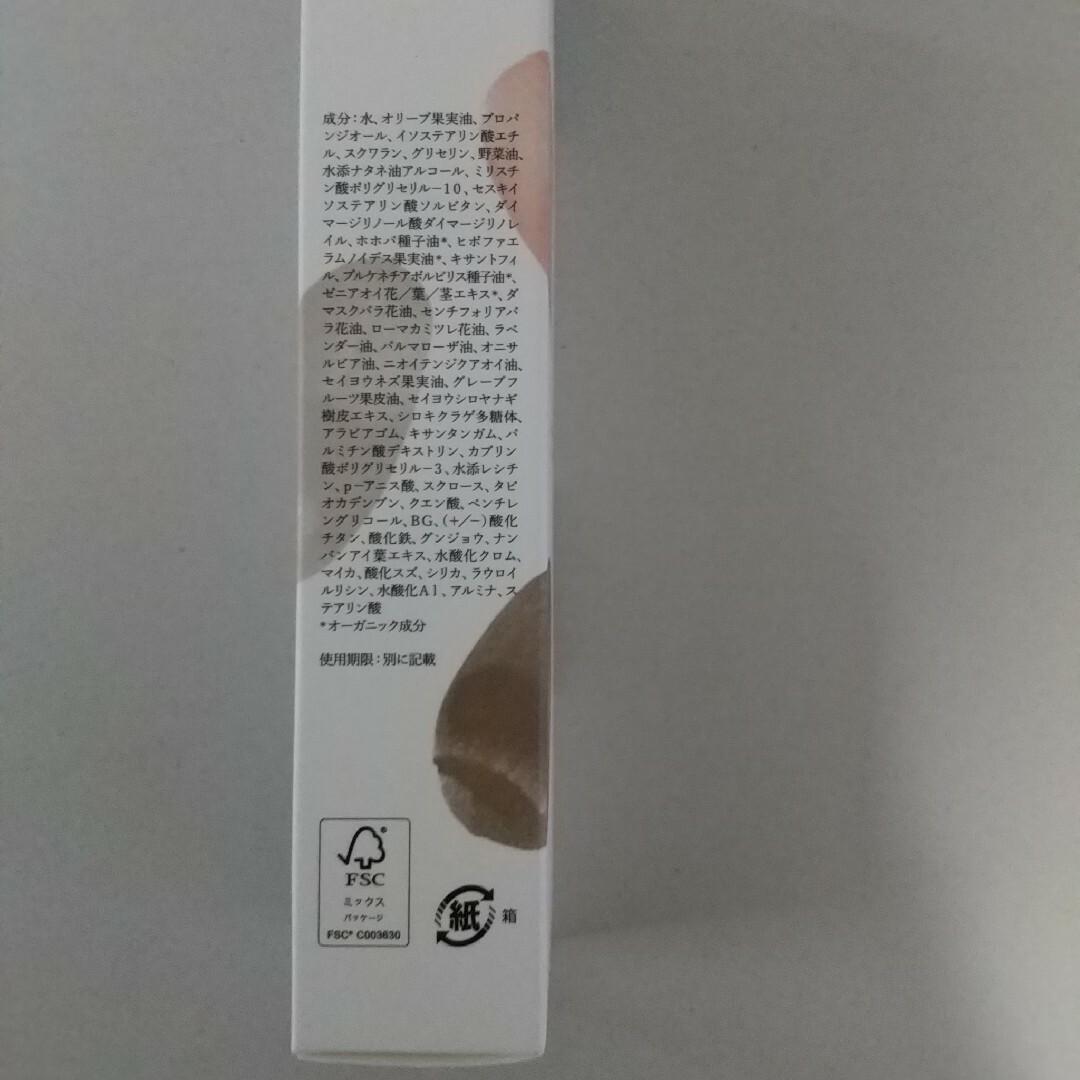 成分：水、オリーブ果実油、プロパ
ンジオール、イソステアリン酸エチ
ル、スクワラン、グリセリン、野菜油、
水添ナタネ油アルコール、ミリスチ
ン酸ポリグリセリル－10、セスキイ
ソステアリン酸ソルビタン、ダイ
マージリノール酸ダイマージリノレ
イル、ホホバ種子油*、ヒポファエ
ラムノイデス果実油*、キサントフィ
ル、プルケネチアボルビリス種子油*、
ゼニアオイ花／葉／茎エキス*、ダ
マスクバラ花油、センチフォリアバ
ラ花油、ローマカミツレ花油、ラベ
ンダー油、パルマローザ油、オニサ
ルビア油、ニオイテンジクアオイ油、
セイヨウネズ果実油、グレープフ
ルーツ果皮油、セイヨウシロヤナギ
樹皮エキス、シロキクラゲ多糖体、
アラビアゴム、キサンタンガム、パ
ルミチン酸デキストリン、カプリン
酸ポリグリセリル－3、水添レシチ
ン、p－アニス酸、スクロース、タピ
オカデンプン、クエン酸、ペンチレ
ングリコール、BG、(＋/－)酸化
チタン、酸化鉄、グンジョウ、ナン
バンアイ葉エキス、水酸化クロム、
マイカ、酸化スズ、シリカ、ラウロイ
ルリシン、水酸化Al、アルミナ、ス
テアリン酸
*オーガニック成分
使用期限：別に記載
FSC
ミックス
パッケージ
FSC® C003630
紙 箱